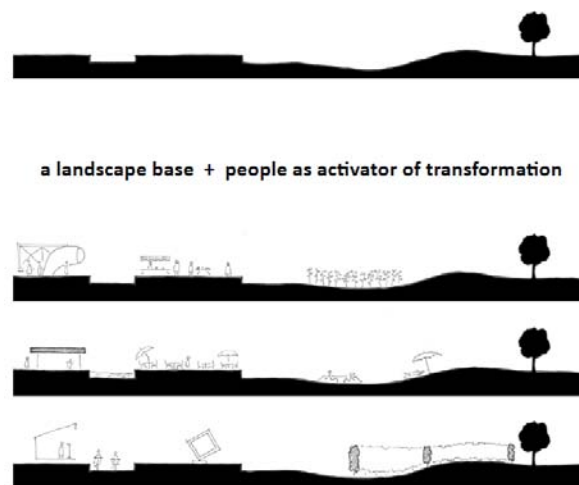 a landscape base + people as activator of transformation